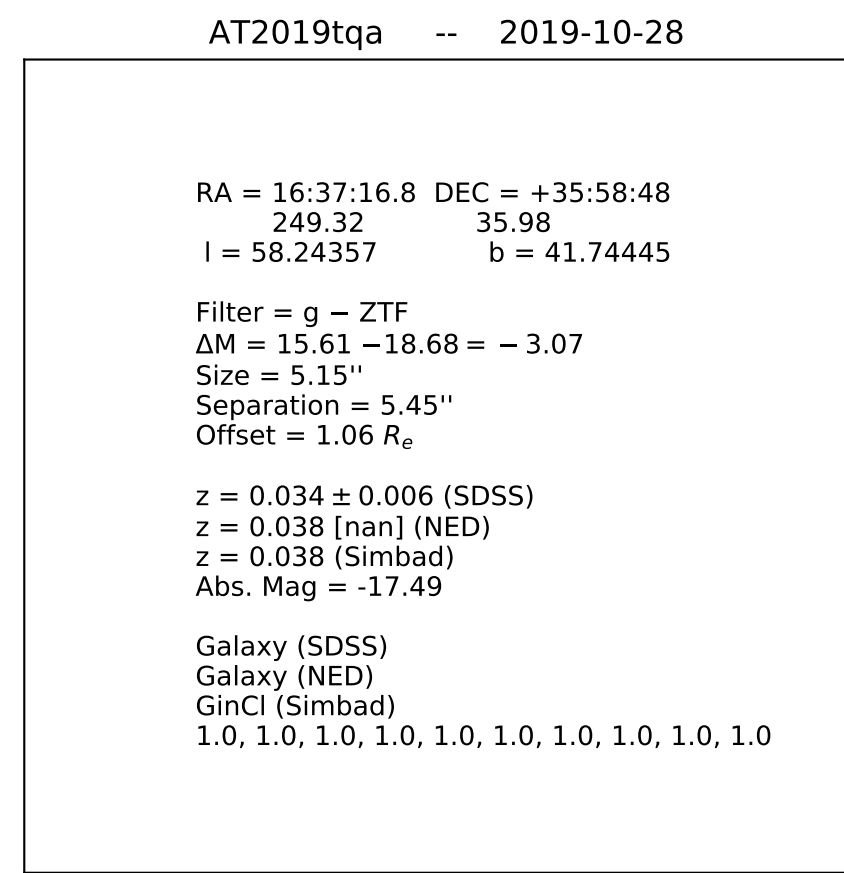 AT2019tqa -- 2019-10-28
RA = 16:37:16.8 DEC = +35:58:48
249.32 35.98
l = 58.24357 b = 41.74445
Filter = g − ZTF
ΔM = 15.61 −18.68 = − 3.07
Size = 5.15''
Separation = 5.45''
Offset = 1.06 Re
z = 0.034 ± 0.006 (SDSS)
z = 0.038 [nan] (NED)
z = 0.038 (Simbad)
Abs. Mag = -17.49
Galaxy (SDSS)
Galaxy (NED)
GinCl (Simbad)
1.0, 1.0, 1.0, 1.0, 1.0, 1.0, 1.0, 1.0, 1.0, 1.0